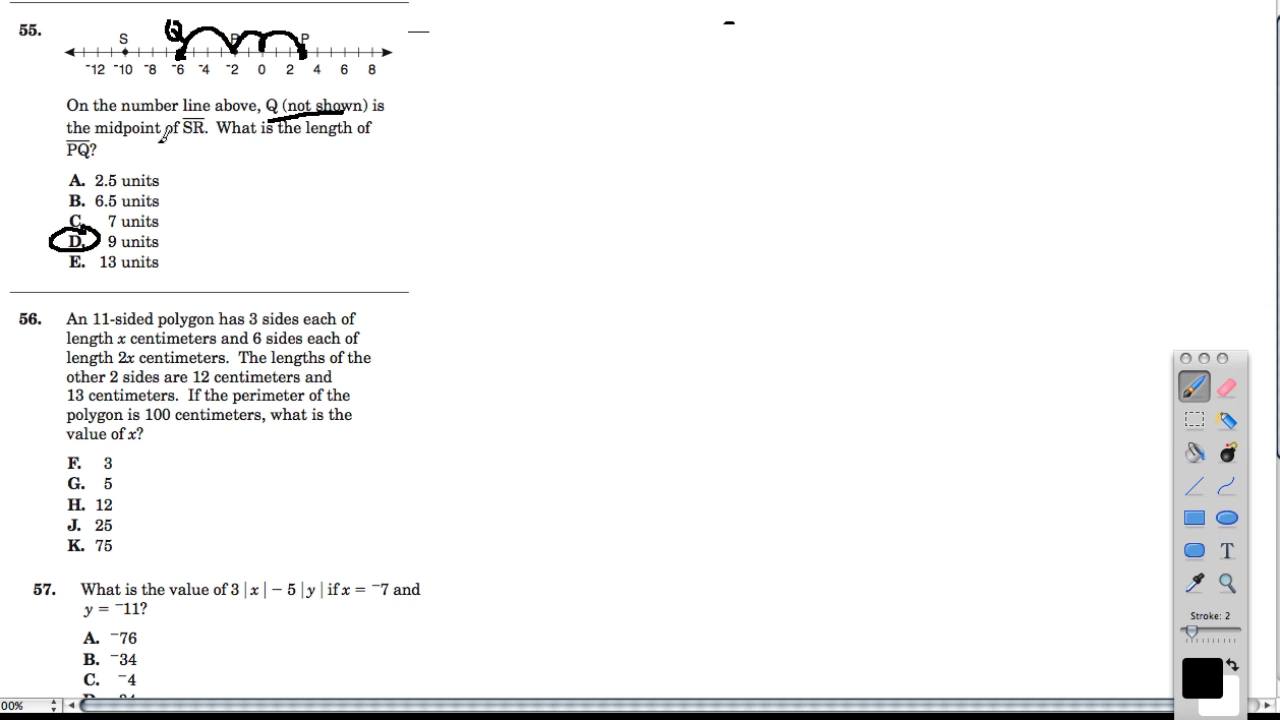 55.
S Q R P
⁻12 ⁻10 ⁻8 ⁻6 ⁻4 ⁻2 0 2 4 6 8
On the number line above, Q (not shown) is
the midpoint of S̅R̅. What is the length of
P̅Q̅?
A. 2.5 units
B. 6.5 units
C. 7 units
D. 9 units
E. 13 units
56. An 11-sided polygon has 3 sides each of
length x centimeters and 6 sides each of
length 2x centimeters. The lengths of the
other 2 sides are 12 centimeters and
13 centimeters. If the perimeter of the
polygon is 100 centimeters, what is the
value of x?
F. 3
G. 5
H. 12
J. 25
K. 75
57. What is the value of 3 | x | − 5 | y | if x = ⁻7 and
y = ⁻11?
A. ⁻76
B. ⁻34
C. ⁻4
T
Stroke: 2
00%